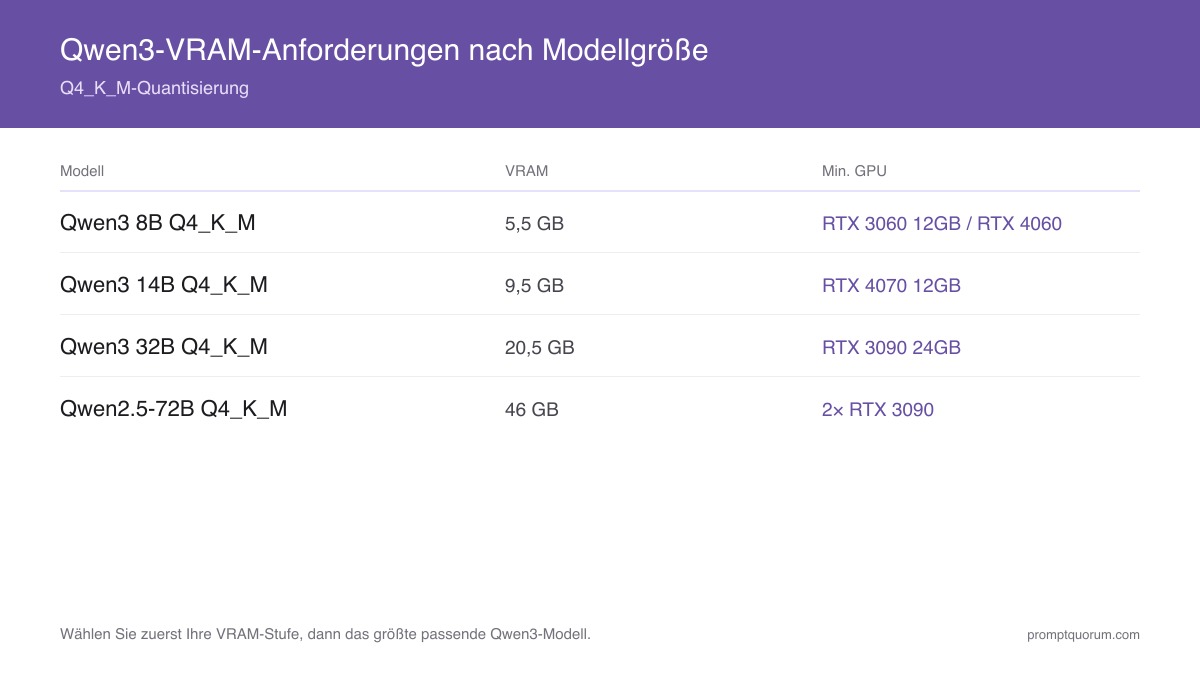 Qwen3-VRAM-Anforderungen nach Modellgröße
Q4_K_M-Quantisierung
Modell VRAM Min. GPU
Qwen3 8B Q4_K_M 5,5 GB RTX 3060 12GB / RTX 4060
Qwen3 14B Q4_K_M 9,5 GB RTX 4070 12GB
Qwen3 32B Q4_K_M 20,5 GB RTX 3090 24GB
Qwen2.5-72B Q4_K_M 46 GB 2× RTX 3090
Wählen Sie zuerst Ihre VRAM-Stufe, dann das größte passende Qwen3-Modell. promptquorum.com